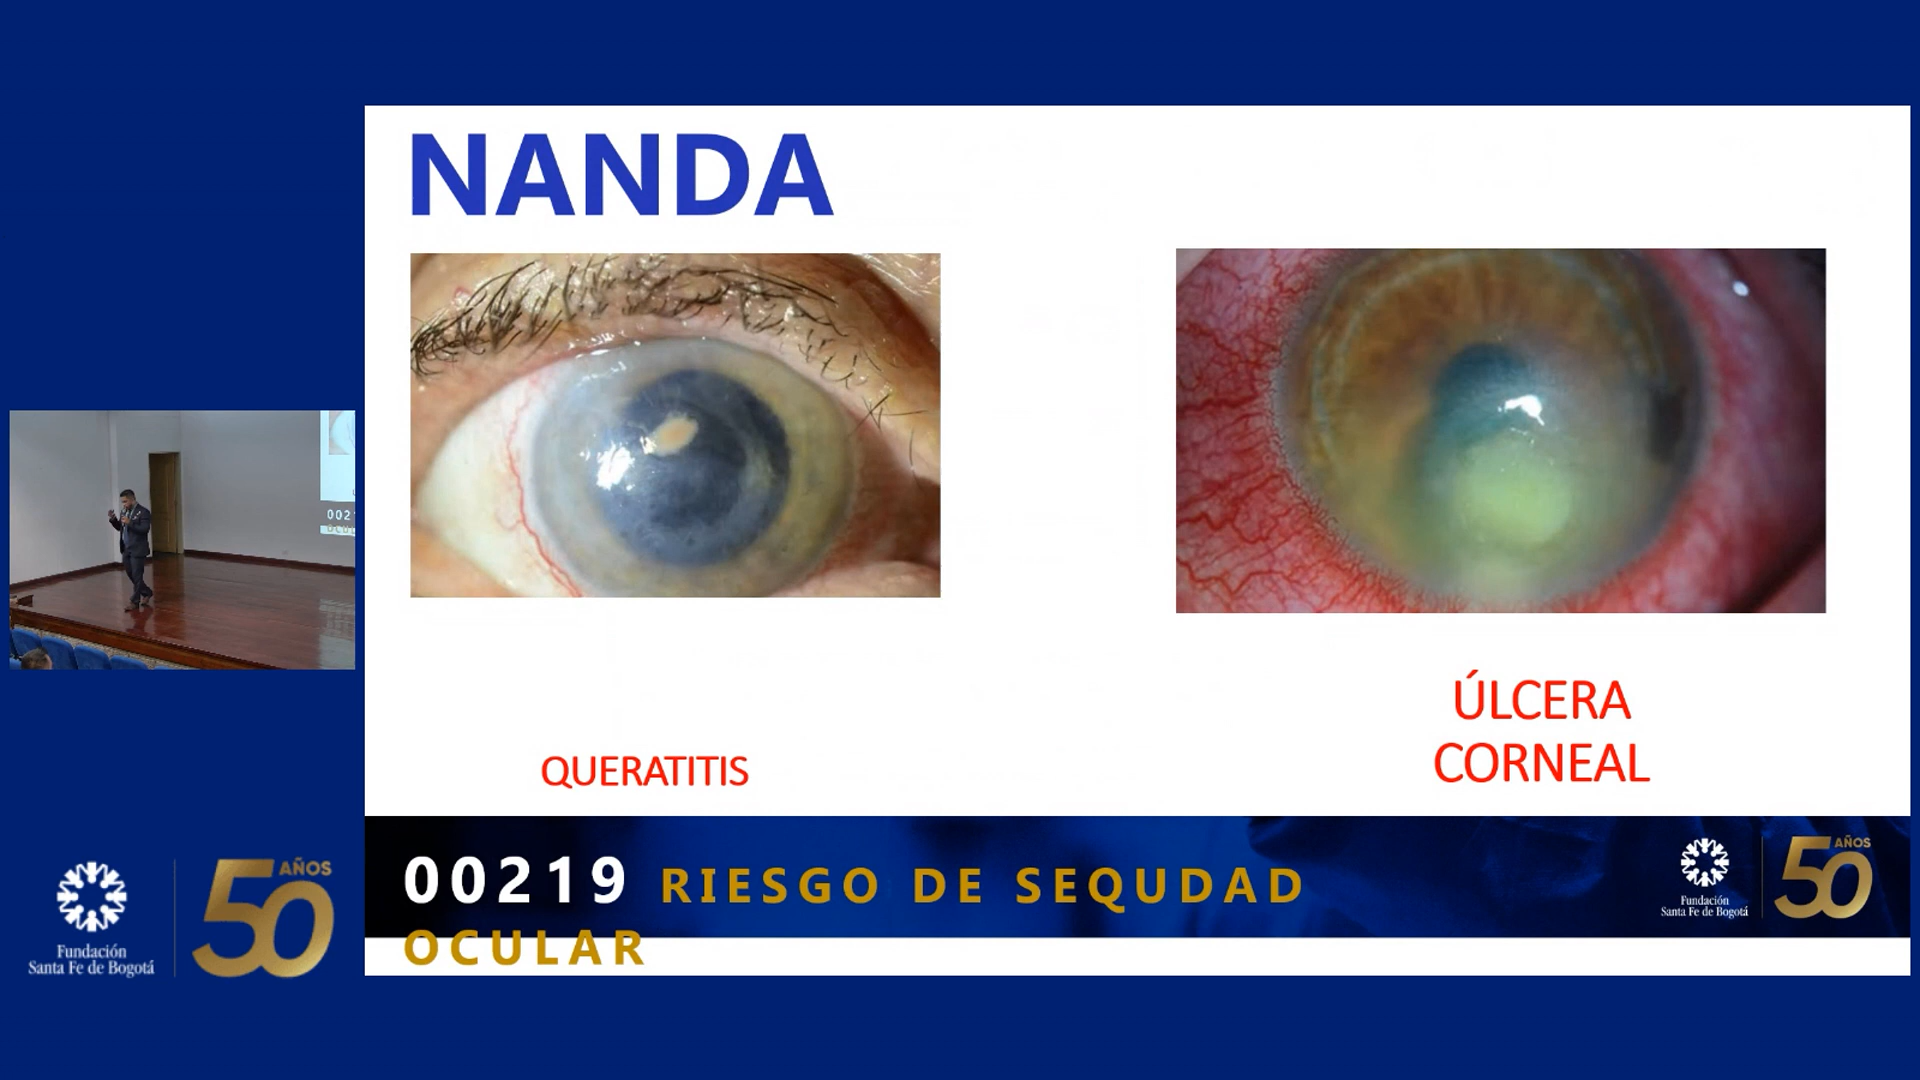 NANDA
QUERATITIS
ÚLCERA
CORNEAL
00219 RIESGO DE SEQUDAD
OCULAR
Fundación
Santa Fe de Bogotá
50 AÑOS
Fundación
Santa Fe de Bogotá
50 AÑOS
002